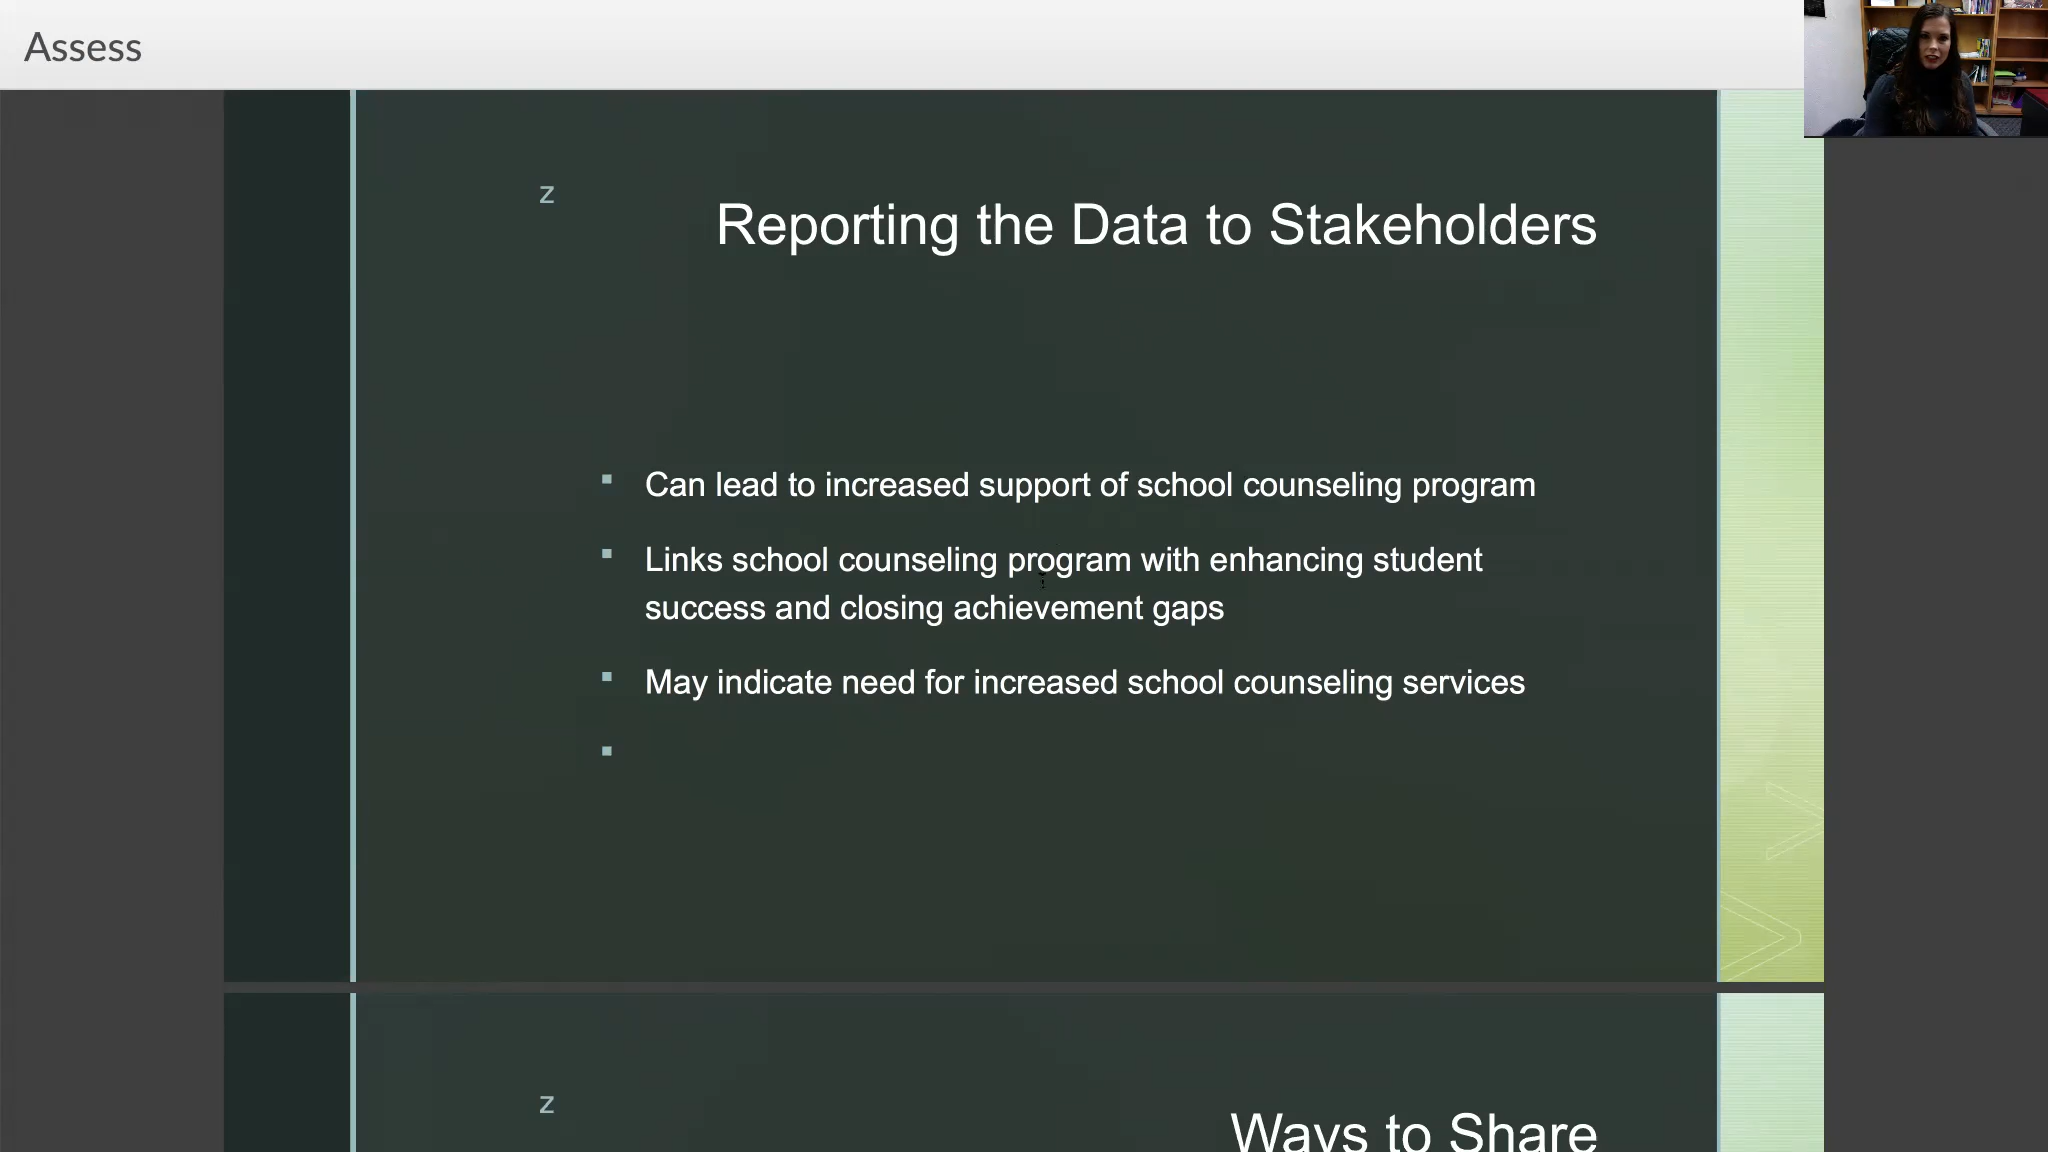 Assess
z
Reporting the Data to Stakeholders
▪ Can lead to increased support of school counseling program
▪ Links school counseling program with enhancing student
success and closing achievement gaps
▪ May indicate need for increased school counseling services
▪
z
Ways to Share